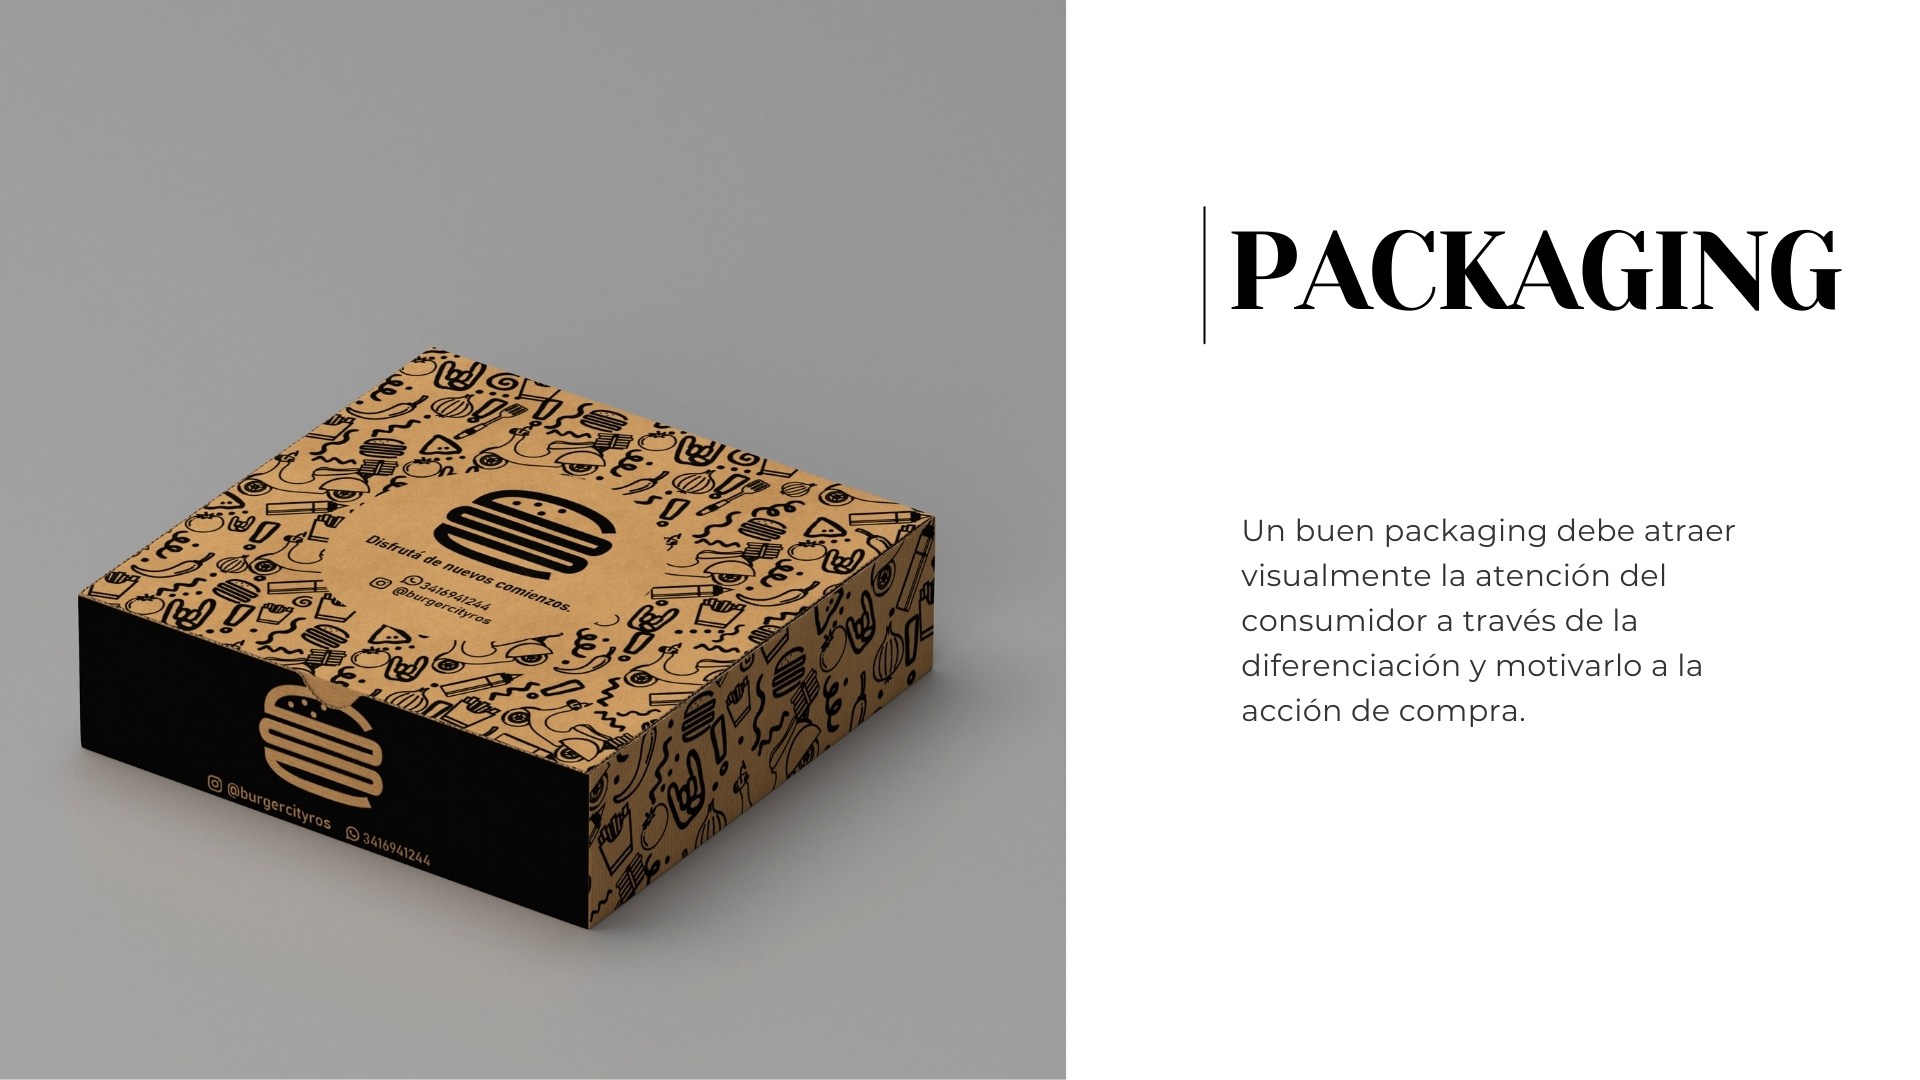 Disfrutá de nuevos comienzos.
3416941244
@burgercityros
@burgercityros
3416941244
PACKAGING
Un buen packaging debe atraer
visualmente la atención del
consumidor a través de la
diferenciación y motivarlo a la
acción de compra.